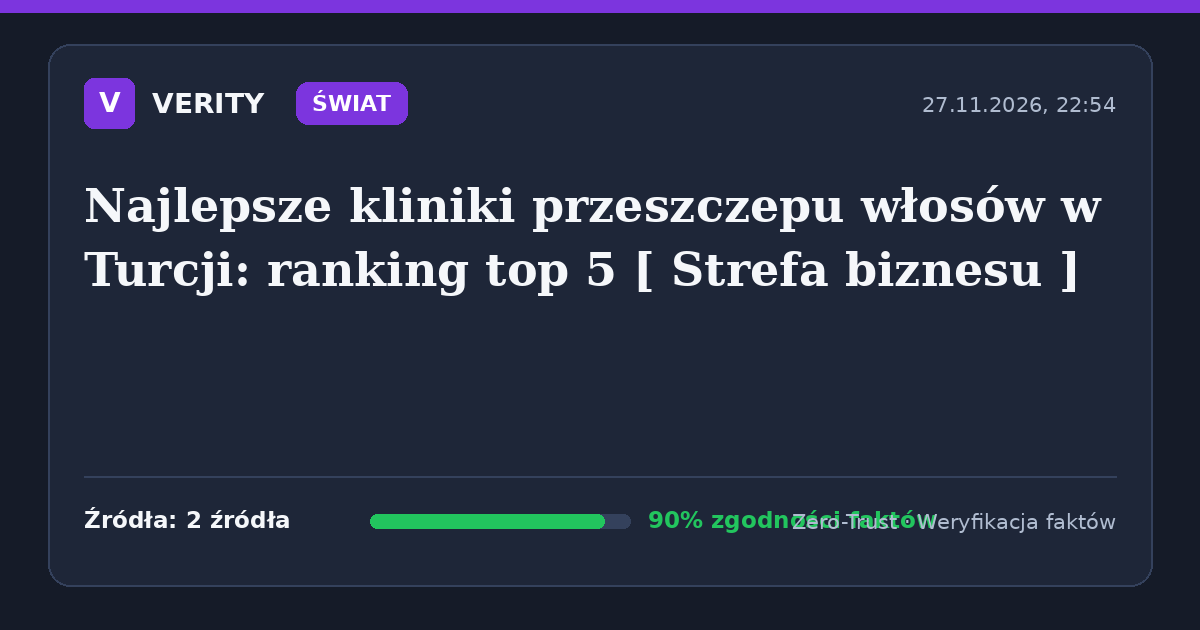 V VERITY ŚWIAT 27.11.2026, 22:54
Najlepsze kliniki przeszczepu włosów w
Turcji: ranking top 5 [ Strefa biznesu ]
Źródła: 2 źródła 90% zgodności faktów Zero-Trust · Weryfikacja faktów